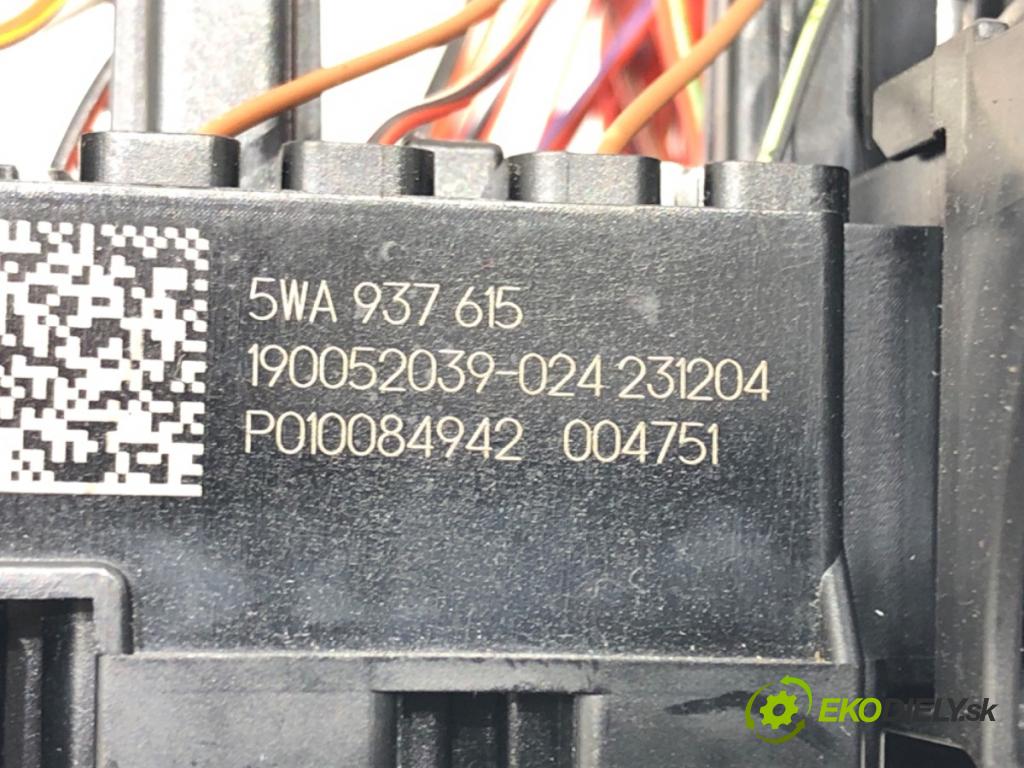 5WA 937 615
190052039-024 231204
P010084942 004751
EKODIELY.sk